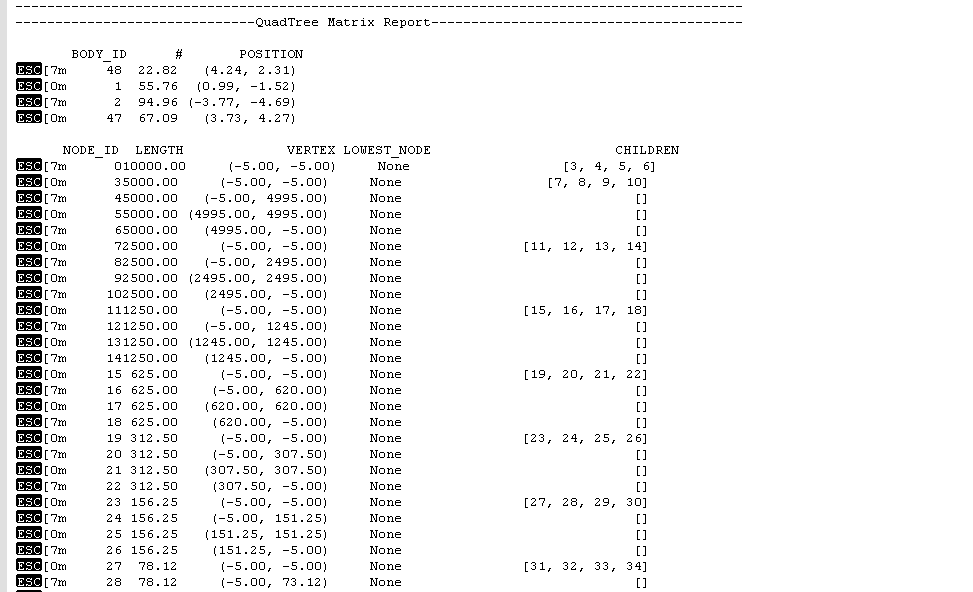 --------------------------------------------------------------------------------------------
------------------------------QuadTree Matrix Report----------------------------------------
BODY_ID # POSITION
ESC[7m 48 22.82 (4.24, 2.31)
ESC[0m 1 55.76 (0.99, -1.52)
ESC[7m 2 94.96 (-3.77, -4.69)
ESC[0m 47 67.09 (3.73, 4.27)
NODE_ID LENGTH VERTEX LOWEST_NODE CHILDREN
ESC[7m 010000.00 (-5.00, -5.00) None [3, 4, 5, 6]
ESC[0m 35000.00 (-5.00, -5.00) None [7, 8, 9, 10]
ESC[7m 45000.00 (-5.00, 4995.00) None []
ESC[0m 55000.00 (4995.00, 4995.00) None []
ESC[7m 65000.00 (4995.00, -5.00) None []
ESC[0m 72500.00 (-5.00, -5.00) None [11, 12, 13, 14]
ESC[7m 82500.00 (-5.00, 2495.00) None []
ESC[0m 92500.00 (2495.00, 2495.00) None []
ESC[7m 102500.00 (2495.00, -5.00) None []
ESC[0m 111250.00 (-5.00, -5.00) None [15, 16, 17, 18]
ESC[7m 121250.00 (-5.00, 1245.00) None []
ESC[0m 131250.00 (1245.00, 1245.00) None []
ESC[7m 141250.00 (1245.00, -5.00) None []
ESC[0m 15 625.00 (-5.00, -5.00) None [19, 20, 21, 22]
ESC[7m 16 625.00 (-5.00, 620.00) None []
ESC[0m 17 625.00 (620.00, 620.00) None []
ESC[7m 18 625.00 (620.00, -5.00) None []
ESC[0m 19 312.50 (-5.00, -5.00) None [23, 24, 25, 26]
ESC[7m 20 312.50 (-5.00, 307.50) None []
ESC[0m 21 312.50 (307.50, 307.50) None []
ESC[7m 22 312.50 (307.50, -5.00) None []
ESC[0m 23 156.25 (-5.00, -5.00) None [27, 28, 29, 30]
ESC[7m 24 156.25 (-5.00, 151.25) None []
ESC[0m 25 156.25 (151.25, 151.25) None []
ESC[7m 26 156.25 (151.25, -5.00) None []
ESC[0m 27 78.12 (-5.00, -5.00) None [31, 32, 33, 34]
ESC[7m 28 78.12 (-5.00, 73.12) None []